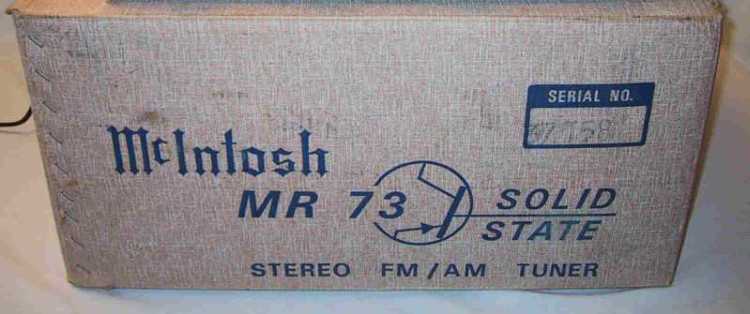 SERIAL NO.
McIntosh
MR 73 SOLID
STATE
STEREO FM/AM TUNER